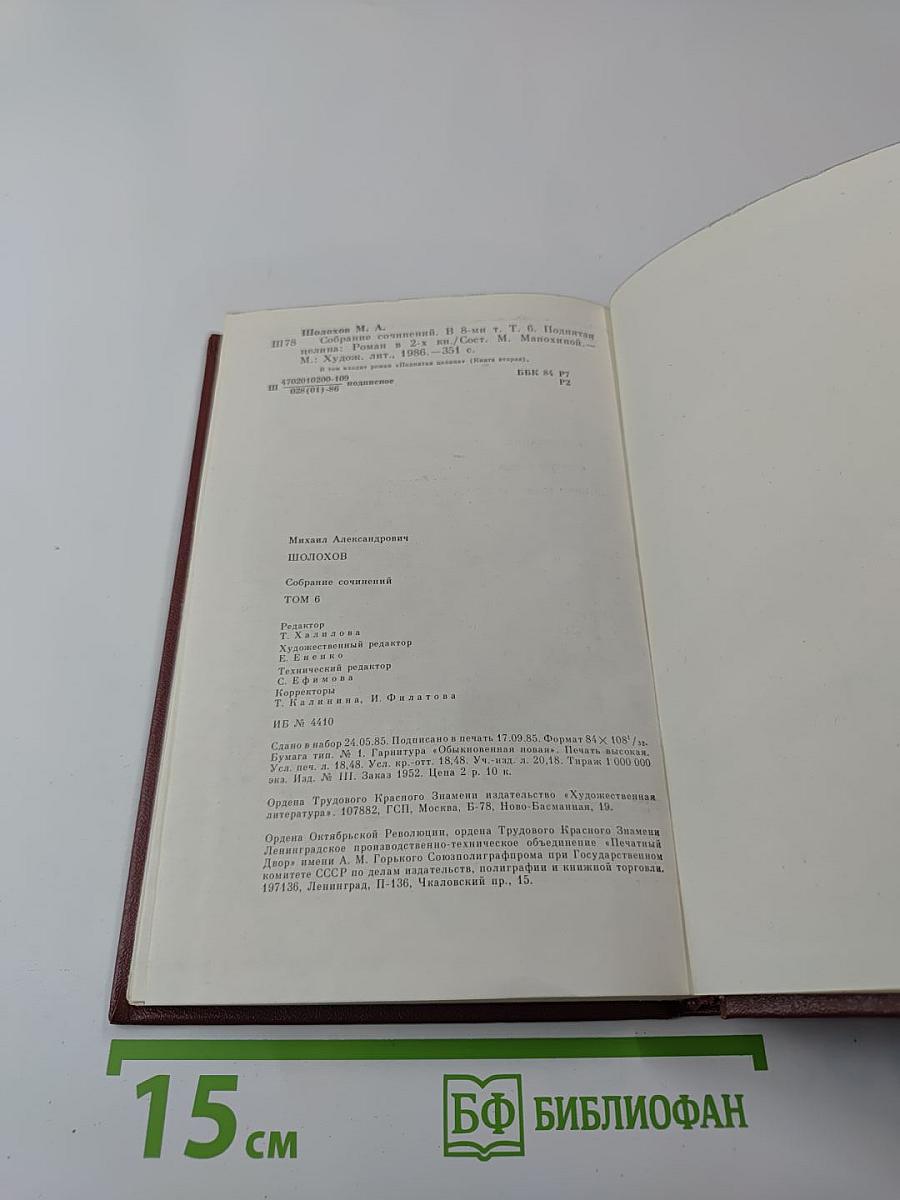 Шолохов М. А.
Ш78 Собрание сочинений. В 8-ми т. Т. 6. Поднятая
целина: Роман в 2-х кн./Сост. М. Манохиной.—
М.: Худож. лит., 1986.—351 с.
В том входит роман «Поднятая целина» (Книга вторая).
Ш 4702010200-109 подписное ББК 84 Р7
028(01)-86 Р2
Михаил Александрович
ШОЛОХОВ
Собрание сочинений
ТОМ 6
Редактор
Т. Халилова
Художественный редактор
Е. Ененко
Технический редактор
С. Ефимова
Корректоры
Т. Калинина, И. Филатова
ИБ № 4410
Сдано в набор 24.05.85. Подписано в печать 17.09.85. Формат 84×108¹/₃₂.
Бумага тип. № 1. Гарнитура «Обыкновенная новая». Печать высокая.
Усл. печ. л. 18,48. Усл. кр.-отт. 18,48. Уч.-изд. л. 20,18. Тираж 1 000 000
экз. Изд. № III. Заказ 1952. Цена 2 р. 10 к.
Ордена Трудового Красного Знамени издательство «Художественная
литература». 107882, ГСП, Москва, Б-78, Ново-Басманная, 19.
Ордена Октябрьской Революции, ордена Трудового Красного Знамени
Ленинградское производственно-техническое объединение «Печатный
Двор» имени А. М. Горького Союзполиграфпрома при Государственном
комитете СССР по делам издательств, полиграфии и книжной торговли.
197136, Ленинград, П-136, Чкаловский пр., 15.
15 см
БФ БИБЛИОФАН